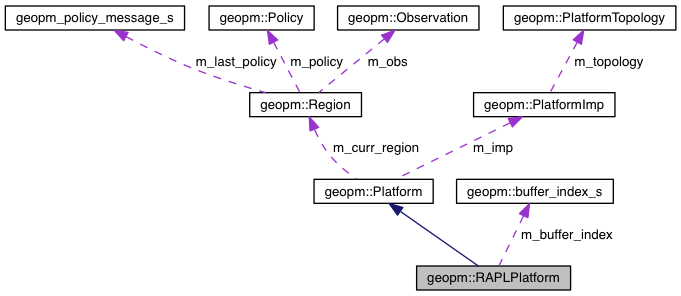 geopm_policy_message_s
geopm::Policy
geopm::Observation
geopm::PlatformTopology
m_last_policy
m_policy
m_obs
m_topology
geopm::Region
geopm::PlatformImp
m_curr_region
m_imp
geopm::Platform
geopm::buffer_index_s
m_buffer_index
geopm::RAPLPlatform